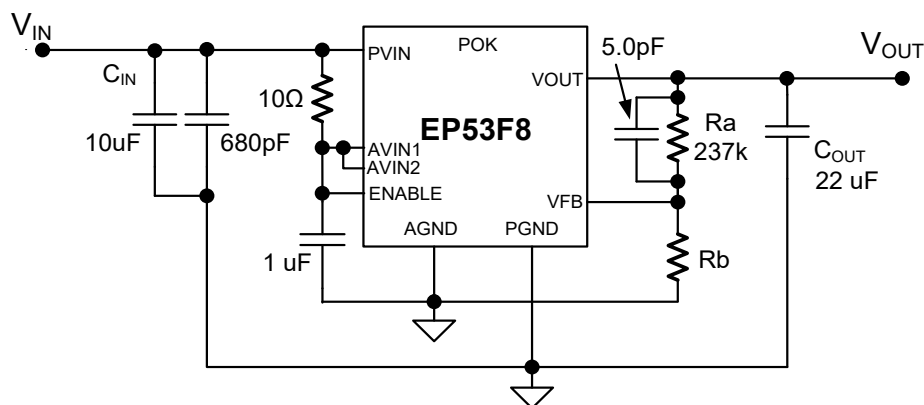 VIN
CIN
10uF
680pF
10Ω
1 uF
PVIN
POK
VOUT
EP53F8
AVIN1
AVIN2
ENABLE
VFB
AGND
PGND
5.0pF
Ra
237k
Rb
VOUT
COUT
22 uF